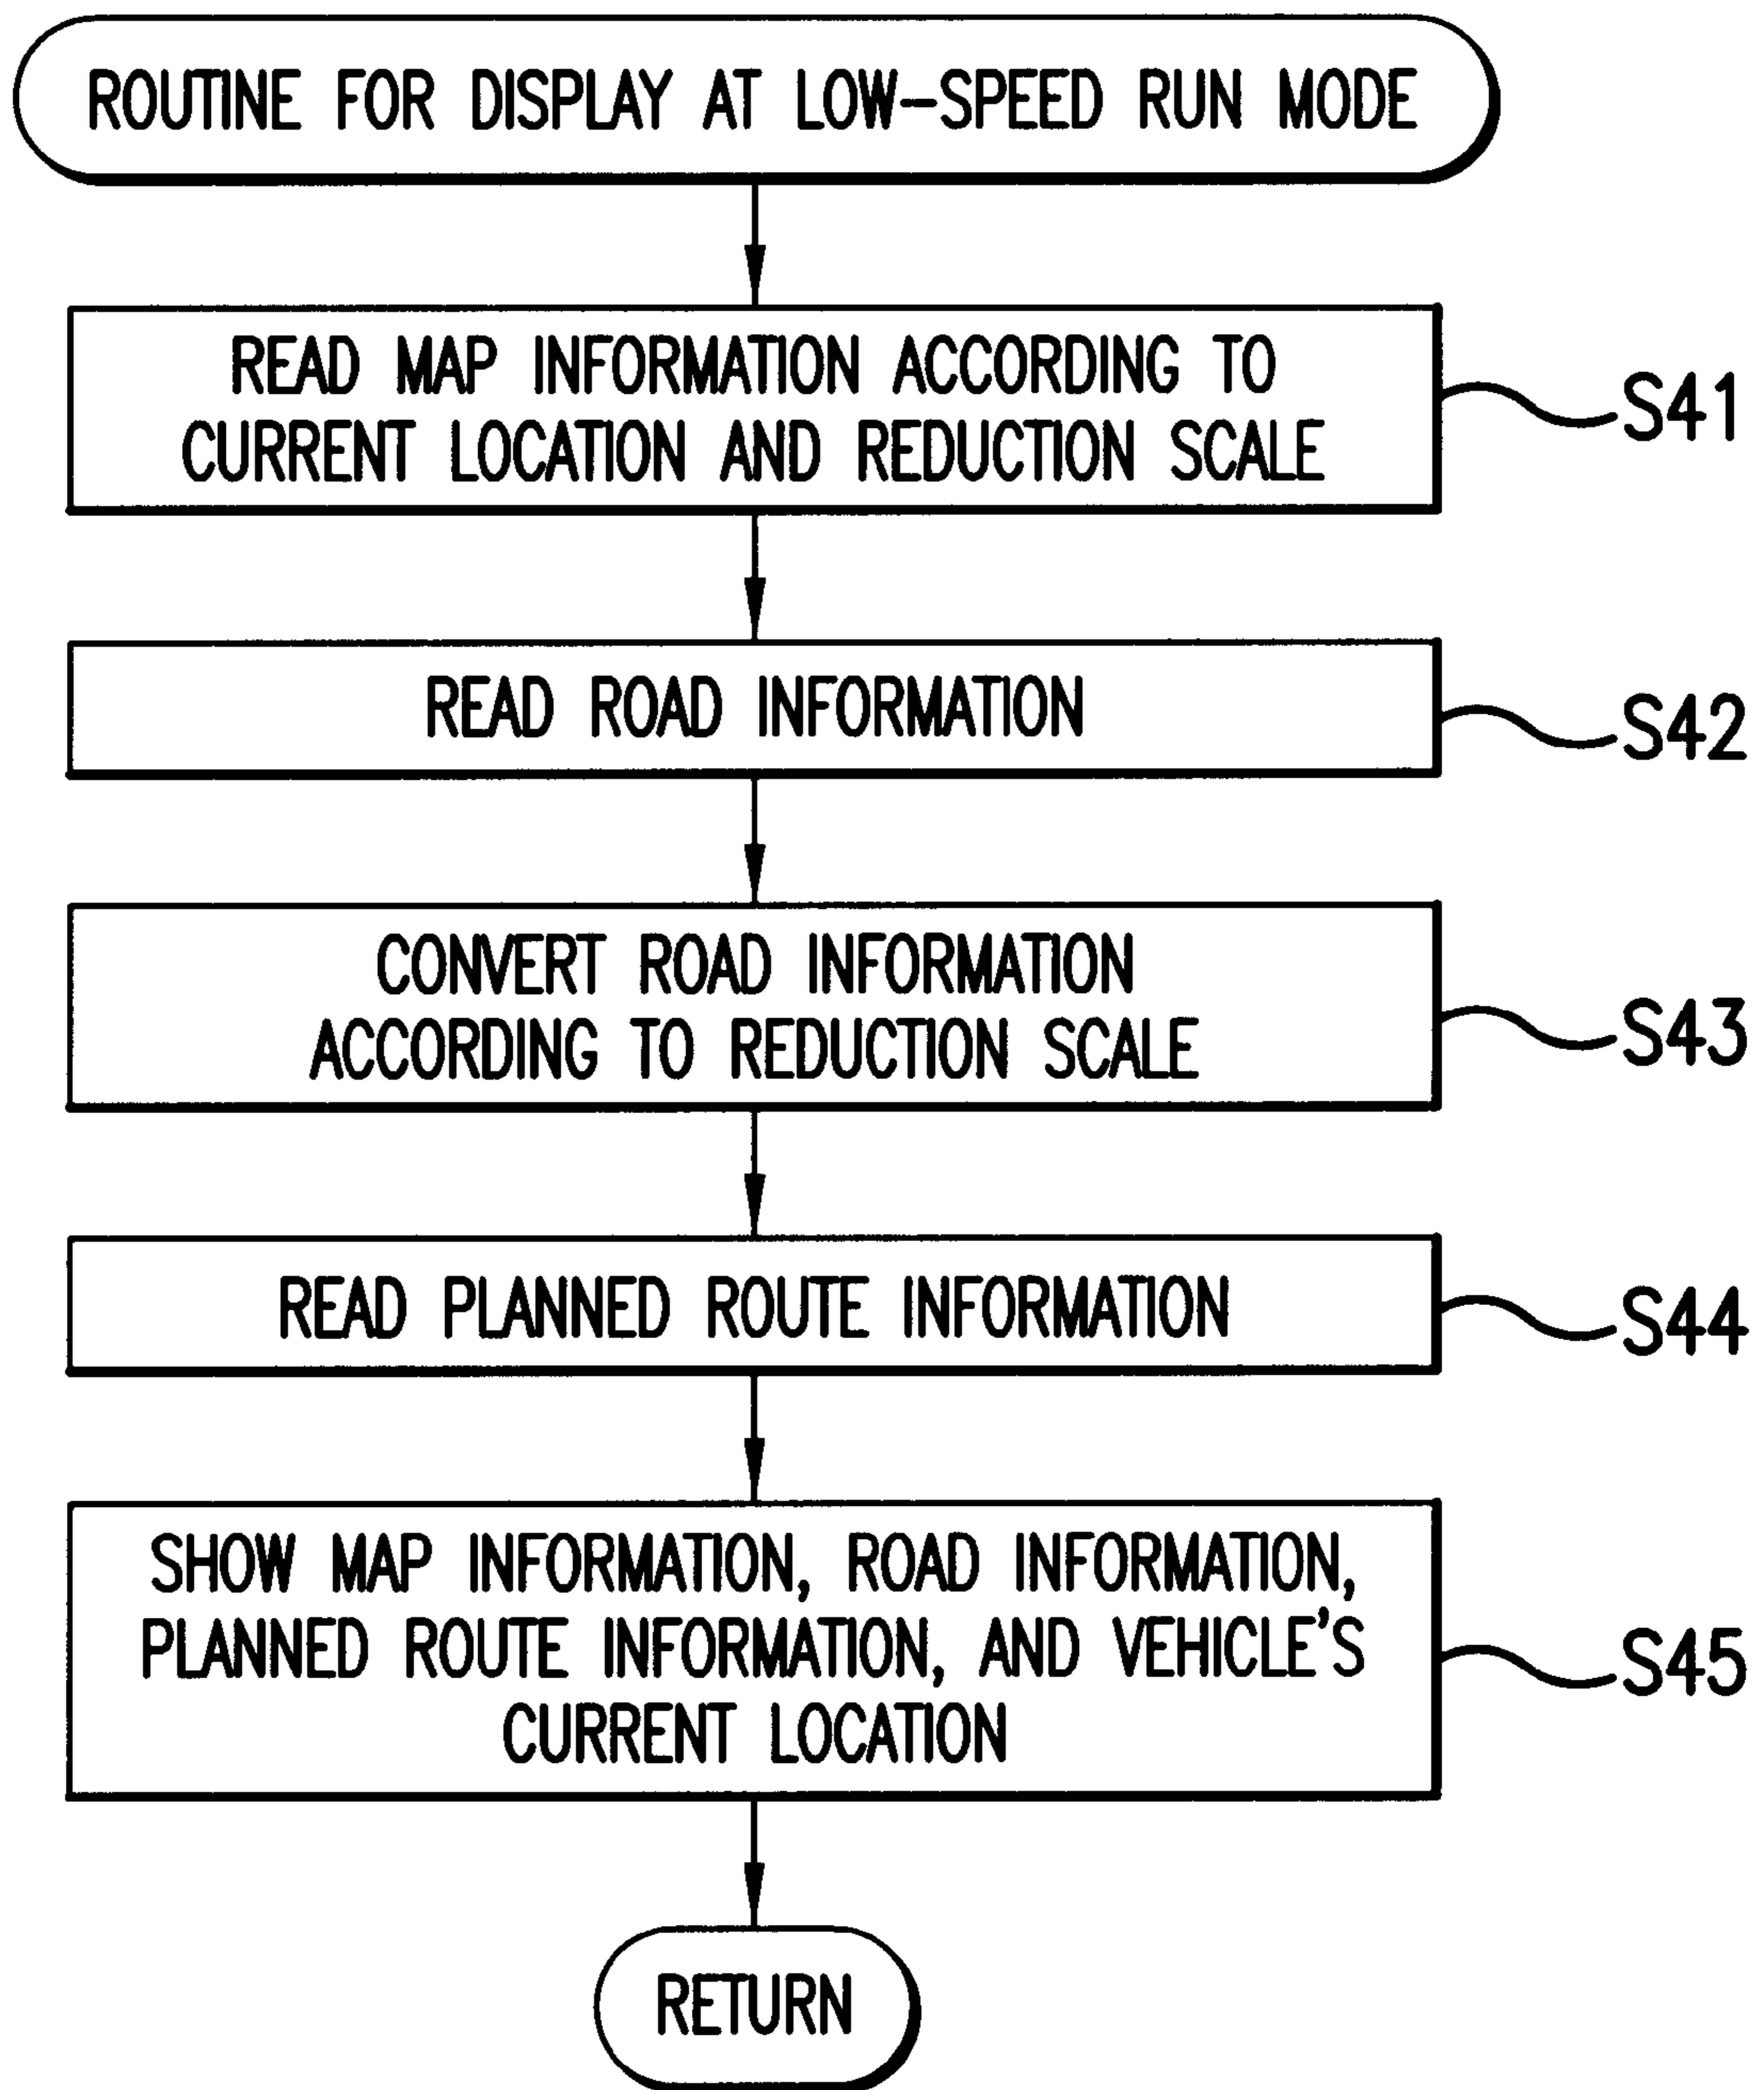 ROUTINE FOR DISPLAY AT LOW-SPEED RUN MODE
READ MAP INFORMATION ACCORDING TO
CURRENT LOCATION AND REDUCTION SCALE
S41
READ ROAD INFORMATION
S42
CONVERT ROAD INFORMATION
ACCORDING TO REDUCTION SCALE
S43
READ PLANNED ROUTE INFORMATION
S44
SHOW MAP INFORMATION, ROAD INFORMATION,
PLANNED ROUTE INFORMATION, AND VEHICLE'S
CURRENT LOCATION
S45
RETURN